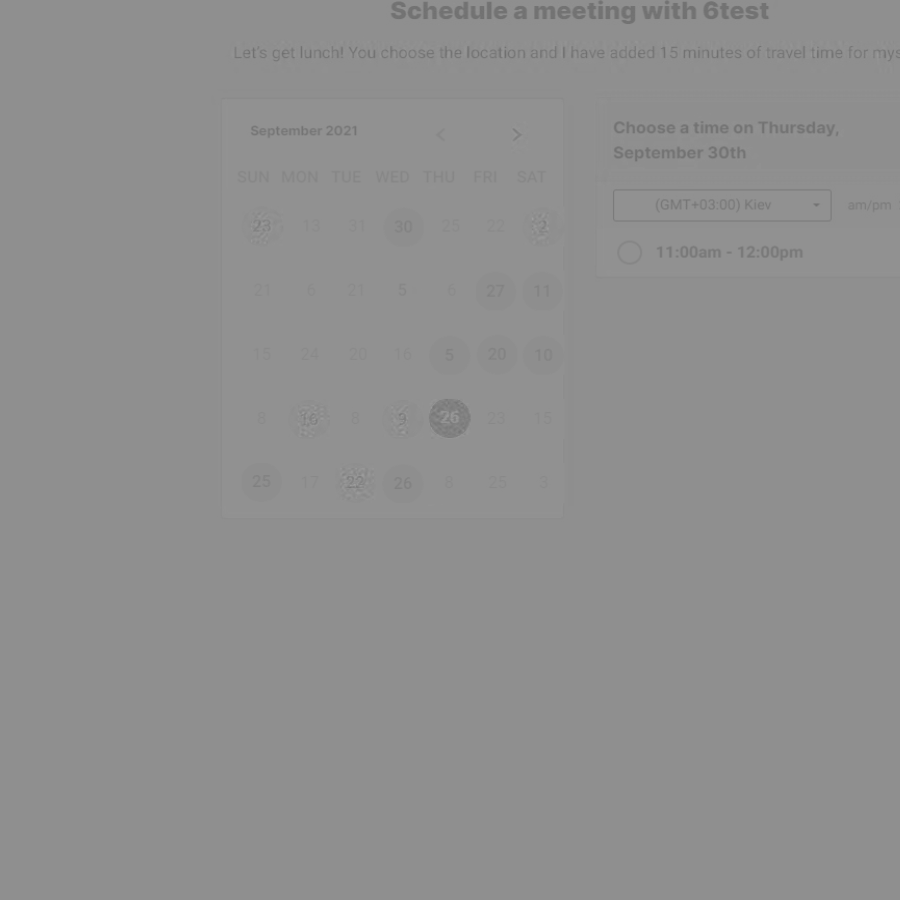 Schedule a meeting with 6test
Let's get lunch! You choose the location and I have added 15 minutes of travel time for mys
September 2021
SUN MON TUE WED THU FRI SAT
23 13 31 30 25 22 2
21 6 21 5 6 27 11
15 24 20 16 5 20 10
6 16 8 9 26 23 15
25 17 22 26 8 25 3
Choose a time on Thursday,
September 30th
(GMT+03:00) Kiev am/pm
11:00am - 12:00pm